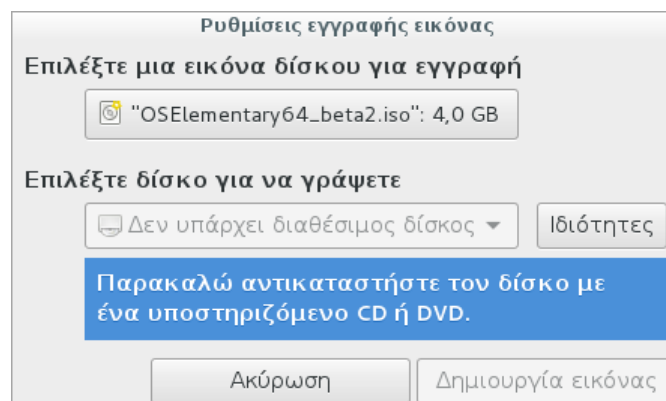 Ρυθμίσεις εγγραφής εικόνας
Επιλέξτε μια εικόνα δίσκου για εγγραφή
"OSElementary64_beta2.iso": 4,0 GB
Επιλέξτε δίσκο για να γράψετε
Δεν υπάρχει διαθέσιμος δίσκος Ιδιότητες
Παρακαλώ αντικαταστήστε τον δίσκο με
ένα υποστηριζόμενο CD ή DVD.
Ακύρωση Δημιουργία εικόνας